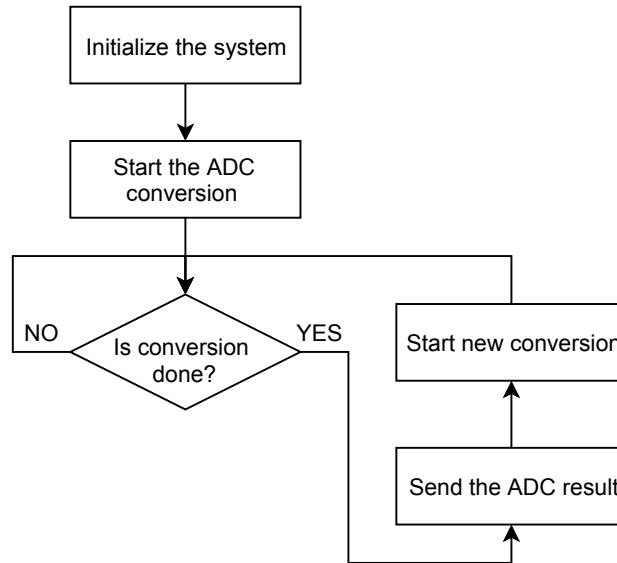 Initialize the system
Start the ADC
conversion
NO
YES
Is conversion
done?
Start new conversion
Send the ADC result